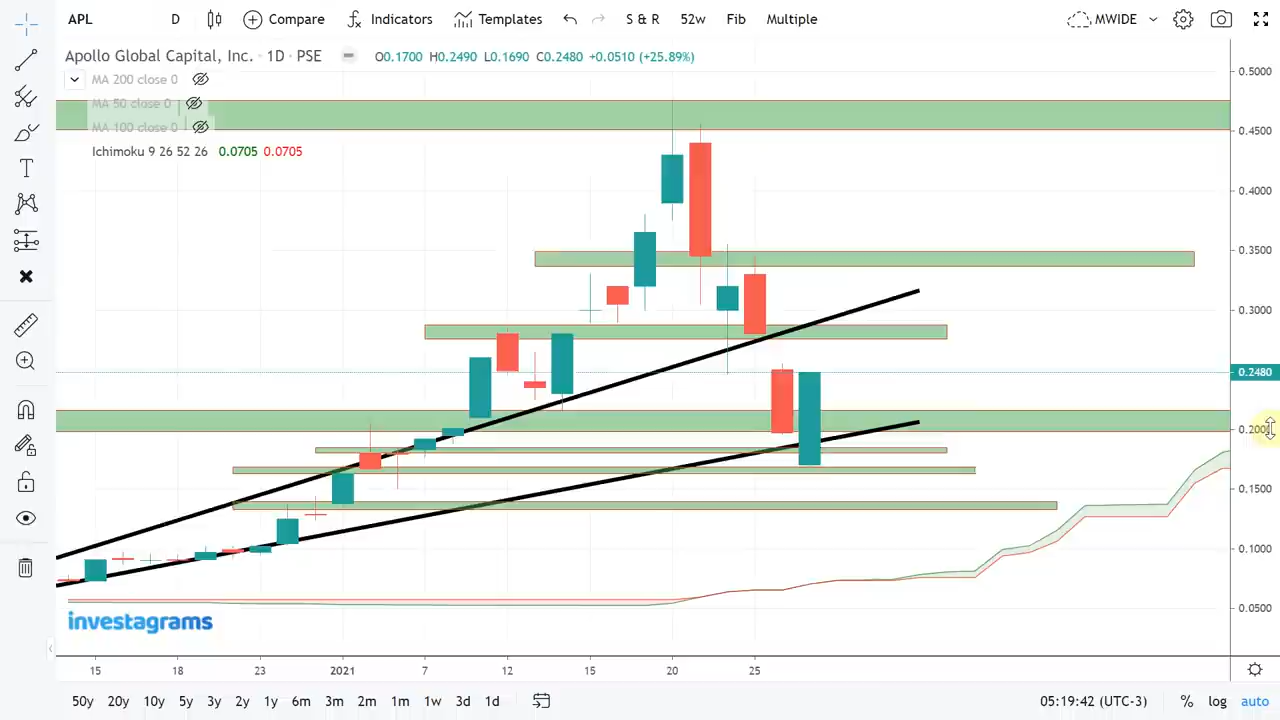 APL D Compare Indicators Templates S & R 52w Fib Multiple MWIDE
Apollo Global Capital, Inc. · 1D · PSE O0.1700 H0.2490 L0.1690 C0.2480 +0.0510 (+25.89%)
MA 200 close 0
MA 50 close 0
MA 100 close 0
Ichimoku 9 26 52 26 0.0705 0.0705
0.5000
0.4500
0.4000
0.3500
0.3000
0.2480
0.2000
0.1500
0.1000
0.0500
investagrams
15 18 23 2021 7 12 15 20 25
50y 20y 10y 5y 3y 2y 1y 6m 3m 2m 1m 1w 3d 1d 05:19:42 (UTC-3) % log auto